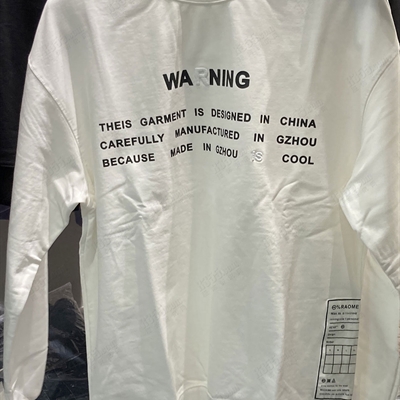 WARNING
THEIS GARMENT IS DESIGNED IN CHINA
CAREFULLY MANUFACTURED IN GZHOU
BECAUSE MADE IN GZHOU IS COOL